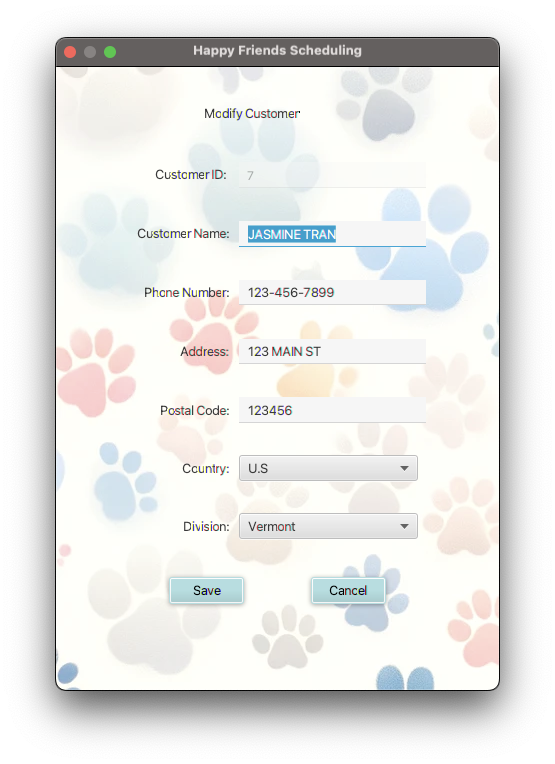 Happy Friends Scheduling
Modify Customer
Customer ID: 7
Customer Name: JASMINE TRAN
Phone Number: 123-456-7899
Address: 123 MAIN ST
Postal Code: 123456
Country: U.S
Division: Vermont
Save Cancel